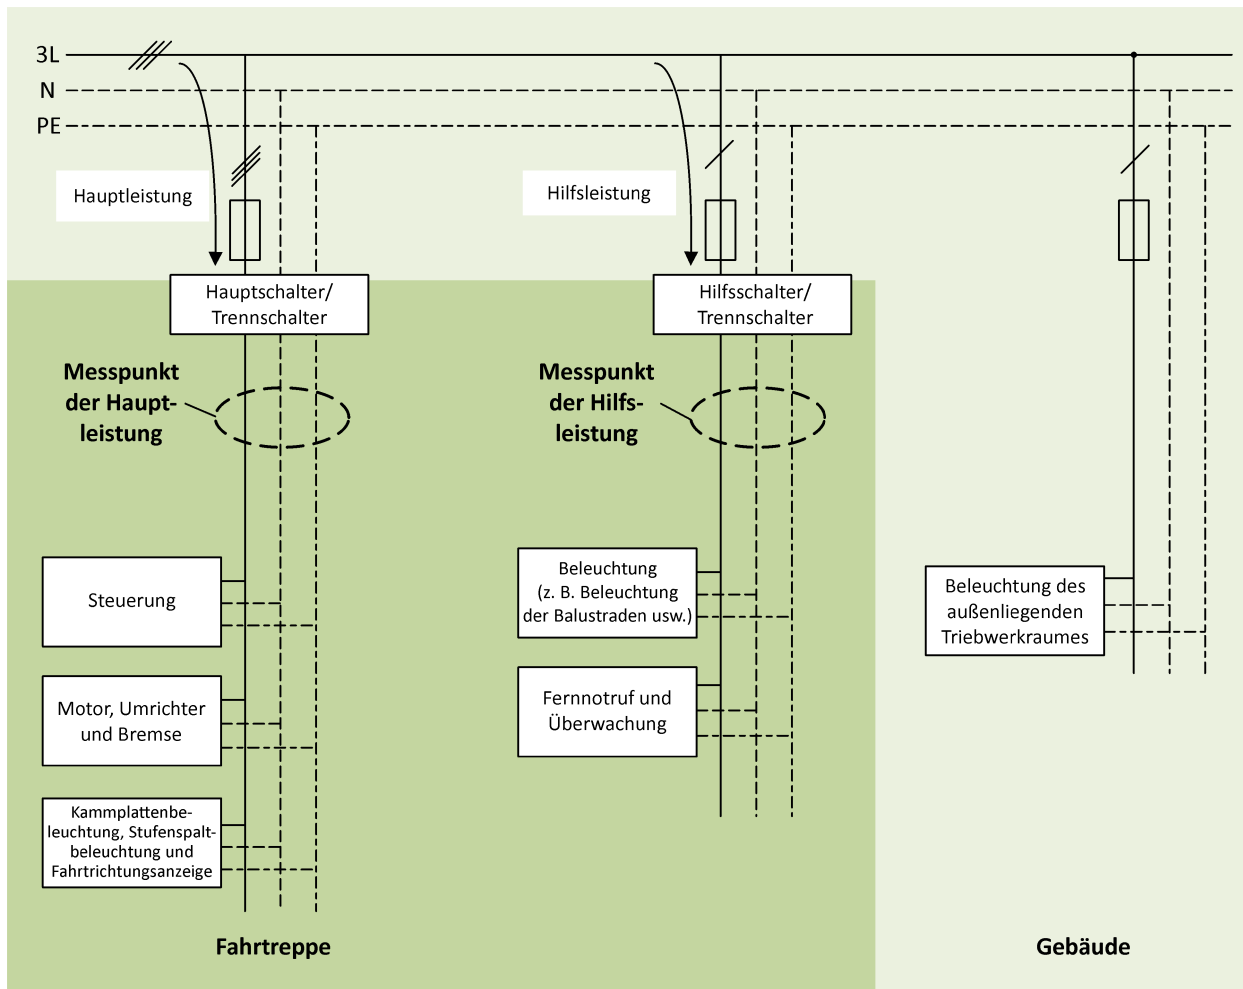 3L
N
PE
Hauptleistung
Hilfsleistung
Hauptschalter/
Trennschalter
Hilfsschalter/
Trennschalter
Messpunkt
der Haupt-
leistung
Messpunkt
der Hilfs-
leistung
Steuerung
Motor, Umrichter
und Bremse
Kammplattenbe-
leuchtung, Stufenspalt-
beleuchtung und
Fahrtrichtungsanzeige
Beleuchtung
(z. B. Beleuchtung
der Balustraden usw.)
Fernnotruf und
Überwachung
Beleuchtung des
außenliegenden
Triebwerkraumes
Fahrtreppe
Gebäude